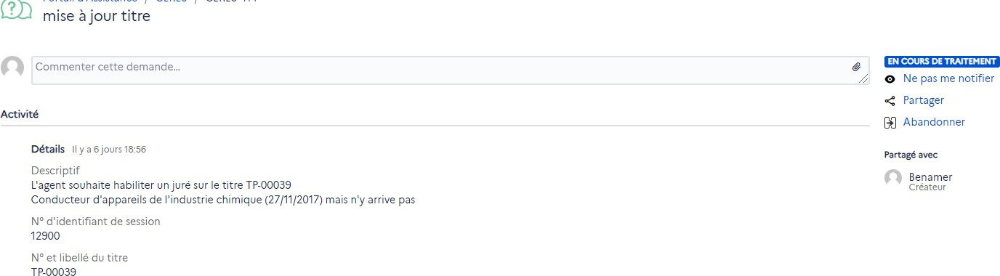 Portail d'Assistance / CERES / CERES-
mise à jour titre
Commenter cette demande...
EN COURS DE TRAITEMENT
Ne pas me notifier
Partager
Abandonner
Partagé avec
Benamer
Créateur
Activité
Détails Il y a 6 jours 18:56
Descriptif
L'agent souhaite habiliter un juré sur le titre TP-00039
Conducteur d'appareils de l'industrie chimique (27/11/2017) mais n'y arrive pas
N° d'identifiant de session
12900
N° et libellé du titre
TP-00039